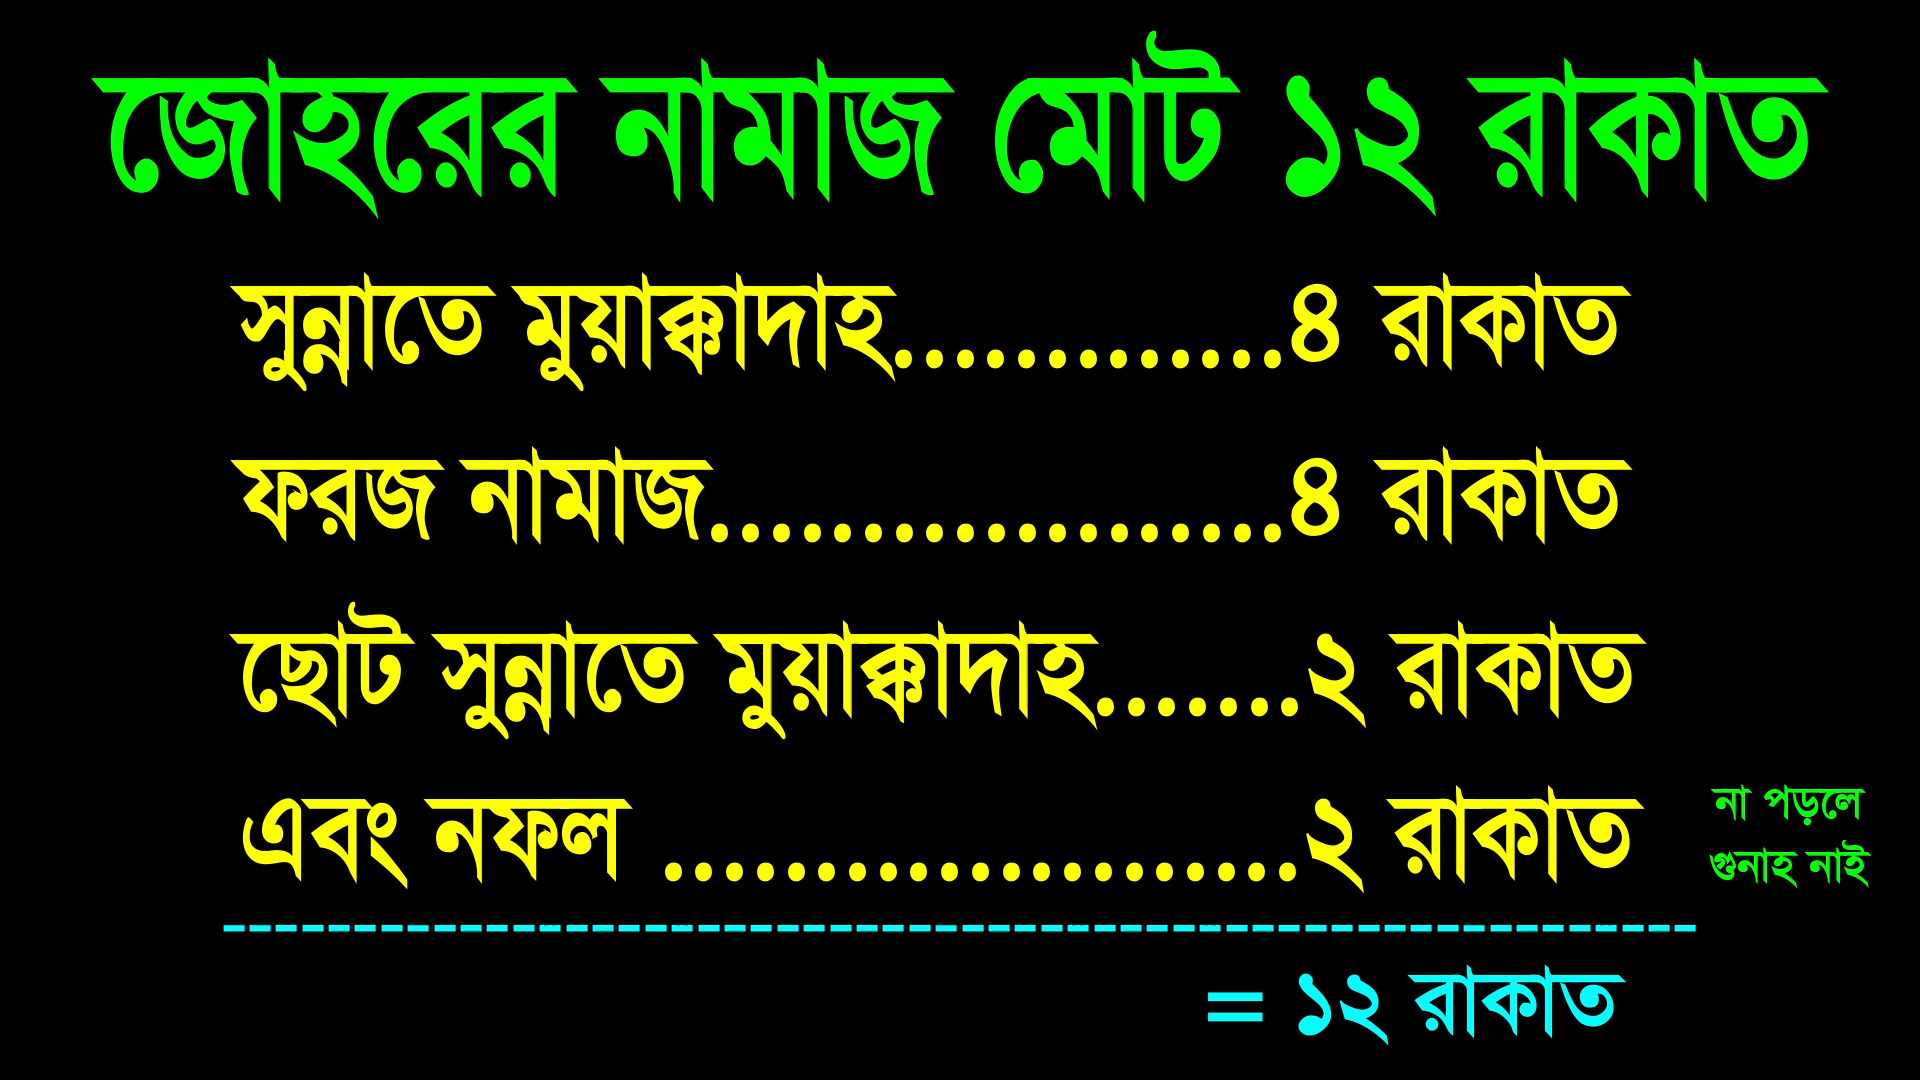 জোহরের নামাজ মোট ১২ রাকাত
সুন্নাতে মুয়াক্কাদাহ.............৪ রাকাত
ফরজ নামাজ...................৪ রাকাত
ছোট সুন্নাতে মুয়াক্কাদাহ.......২ রাকাত
এবং নফল .....................২ রাকাত
না পড়লে
গুনাহ নাই
---------------------------------------------------------
= ১২ রাকাত